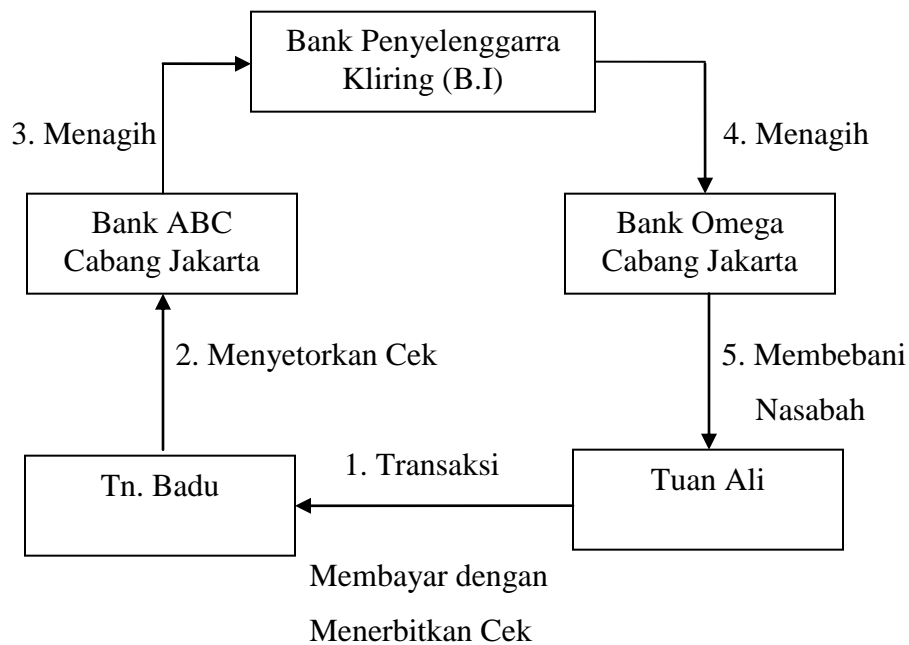 Bank Penyelenggarra
Kliring (B.I)
3. Menagih
4. Menagih
Bank ABC
Cabang Jakarta
Bank Omega
Cabang Jakarta
2. Menyetorkan Cek
5. Membebani
Nasabah
Tn. Badu
1. Transaksi
Tuan Ali
Membayar dengan
Menerbitkan Cek